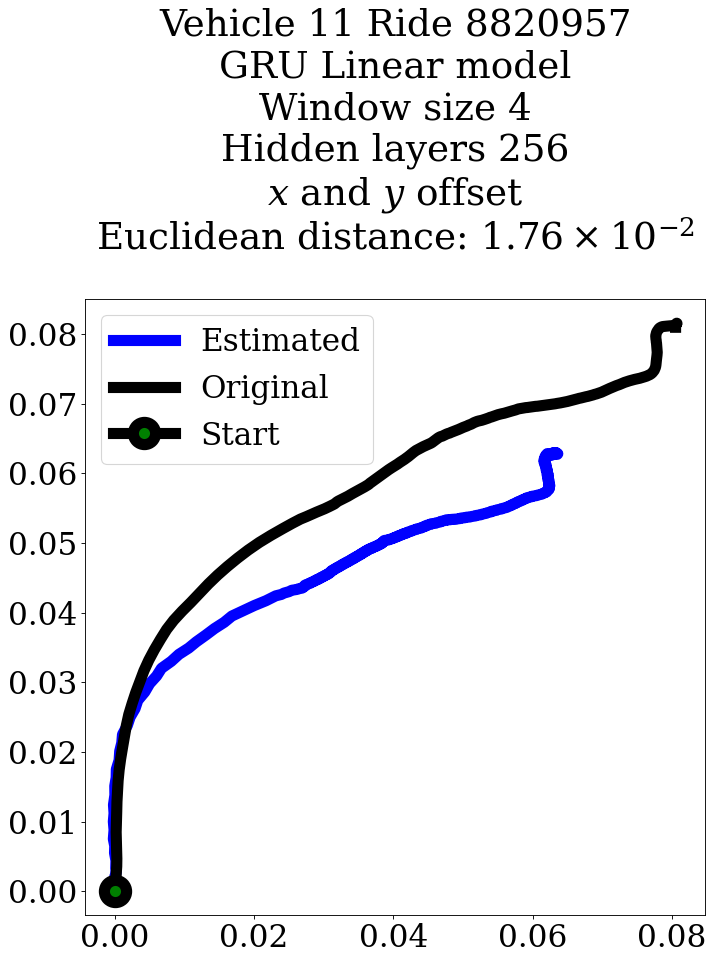 Vehicle 11 Ride 8820957
GRU Linear model
Window size 4
Hidden layers 256
x and y offset
Euclidean distance: 1.76 × 10⁻²
Estimated
Original
Start
0.08
0.07
0.06
0.05
0.04
0.03
0.02
0.01
0.00
0.00 0.02 0.04 0.06 0.08